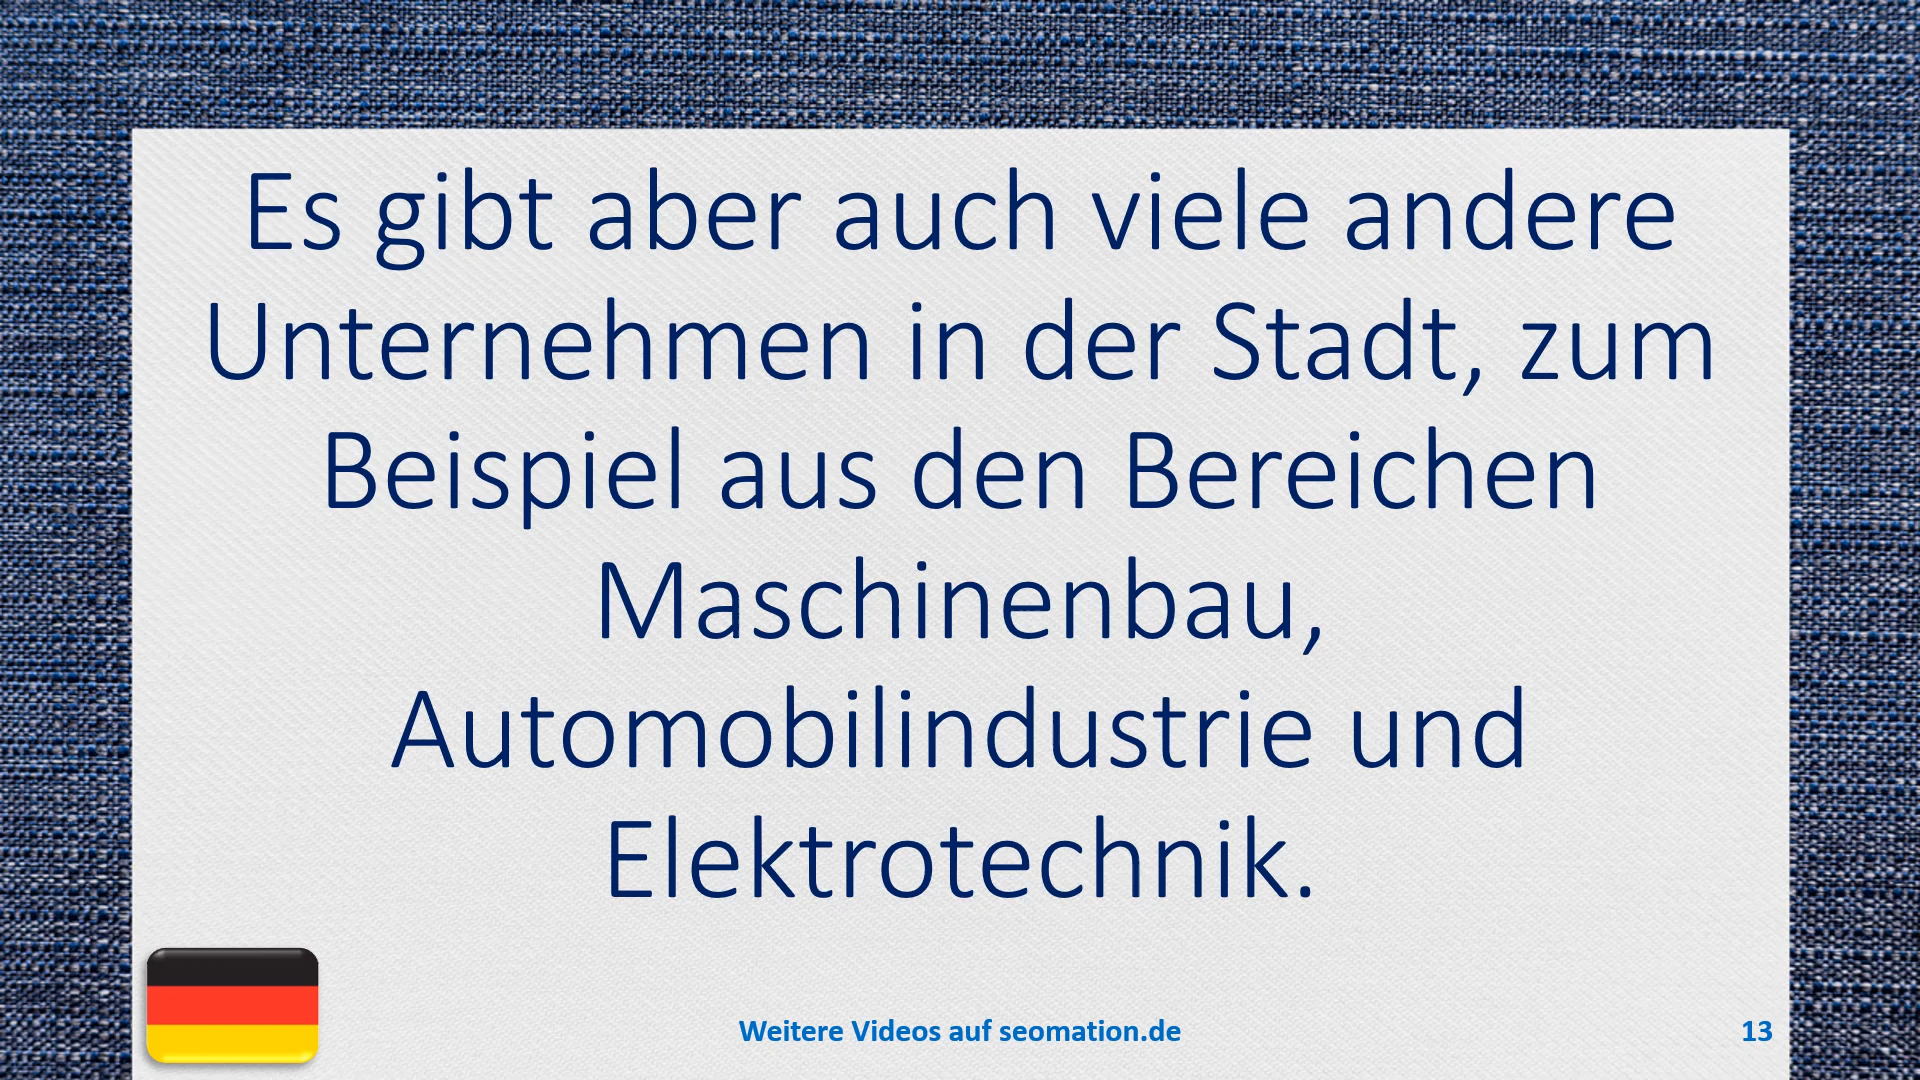 Es gibt aber auch viele andere
Unternehmen in der Stadt, zum
Beispiel aus den Bereichen
Maschinenbau,
Automobilindustrie und
Elektrotechnik.
Weitere Videos auf seomation.de
13